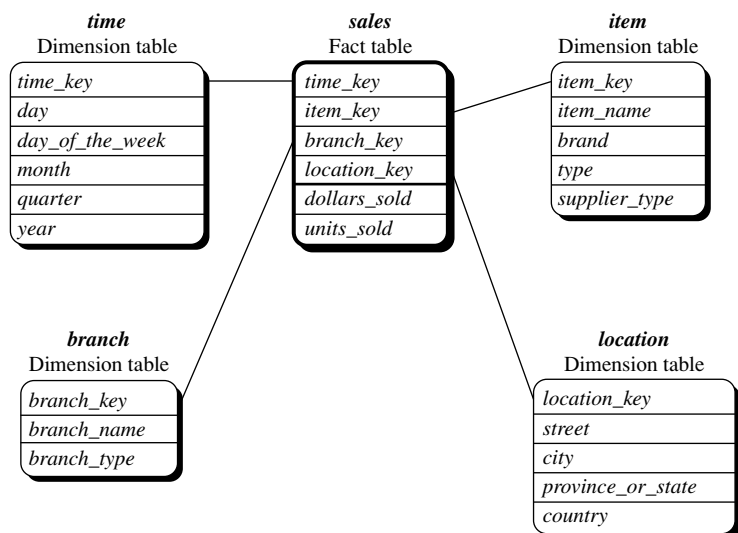 time
Dimension table
time_key
day
day_of_the_week
month
quarter
year
sales
Fact table
time_key
item_key
branch_key
location_key
dollars_sold
units_sold
item
Dimension table
item_key
item_name
brand
type
supplier_type
branch
Dimension table
branch_key
branch_name
branch_type
location
Dimension table
location_key
street
city
province_or_state
country